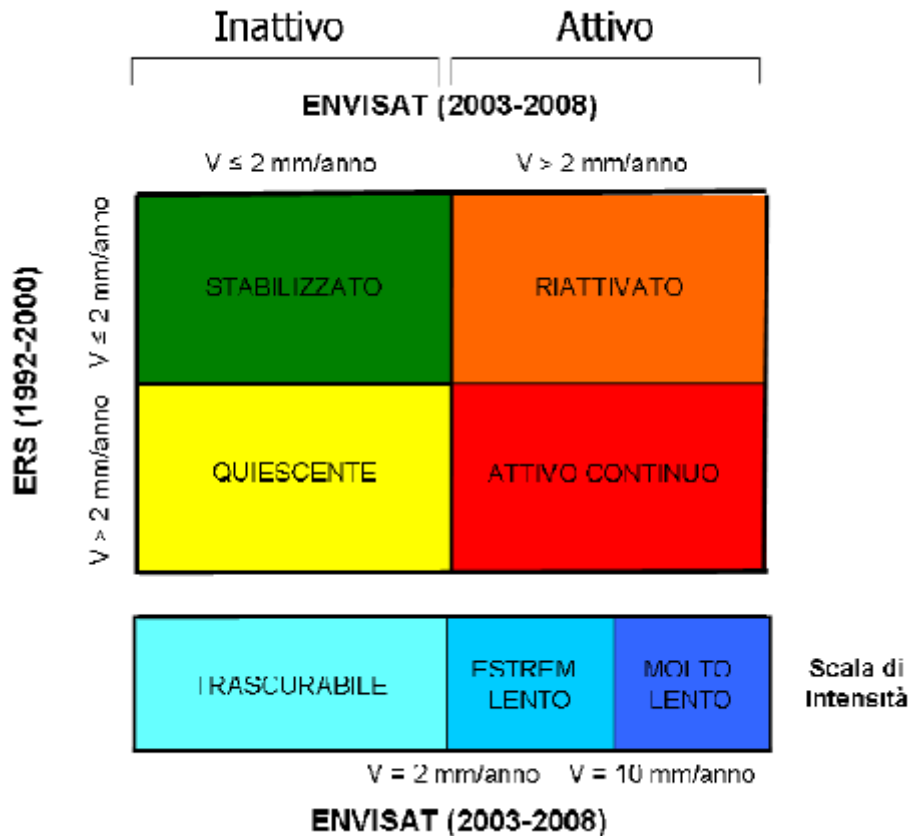 Inattivo
Attivo
ENVISAT (2003-2008)
V ≤ 2 mm/anno
V > 2 mm/anno
ERS (1992-2000)
V ≤ 2 mm/anno
V > 2 mm/anno
STABILIZZATO
RIATTIVATO
QUIESCENTE
ATTIVO CONTINUO
TRASCURABILE
ESTREM
LENTO
MOLTO
LENTO
Scala di
intensità
V = 2 mm/anno
V = 10 mm/anno
ENVISAT (2003-2008)